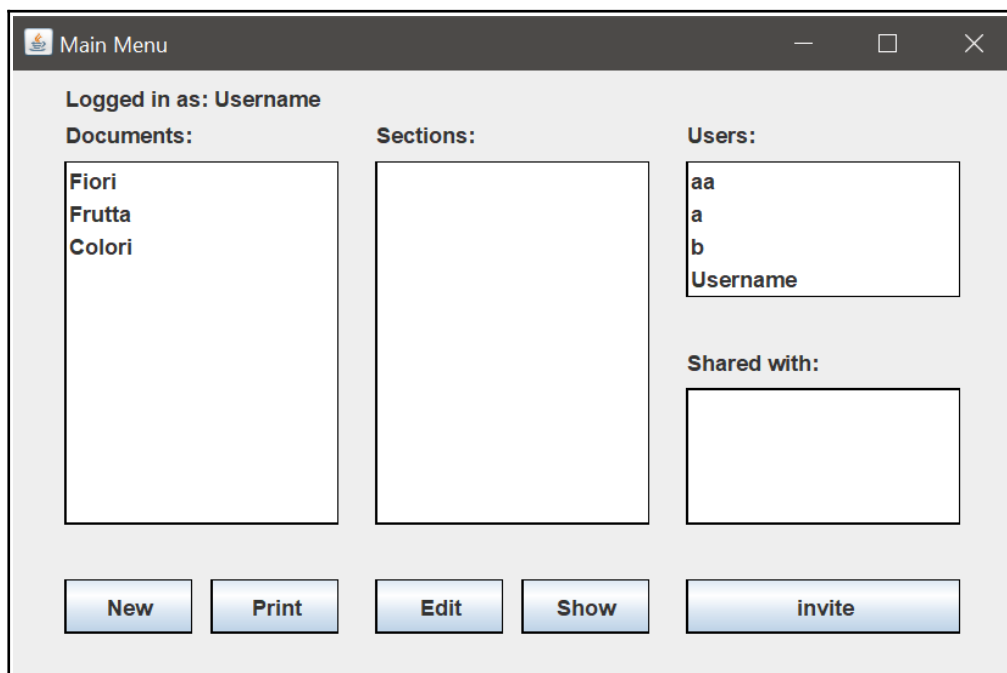 Main Menu
Logged in as: Username
Documents:
Fiori
Frutta
Colori
Sections:
Users:
aa
a
b
Username
Shared with:
New
Print
Edit
Show
invite